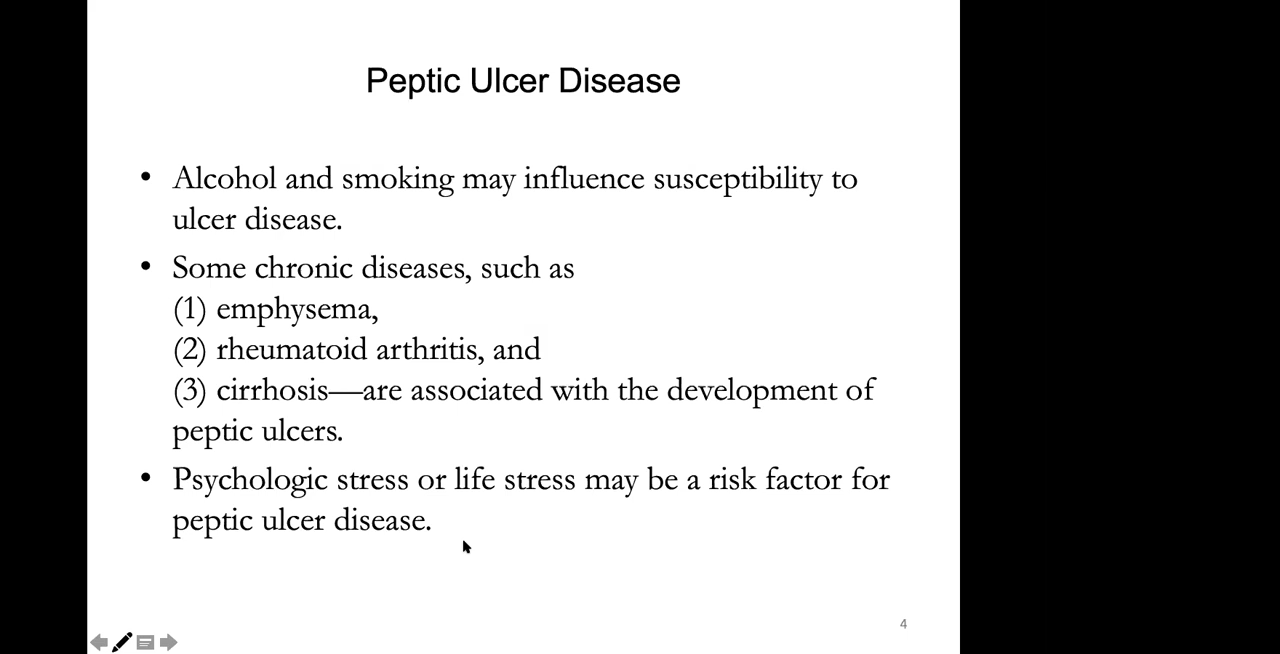 Peptic Ulcer Disease
• Alcohol and smoking may influence susceptibility to
ulcer disease.
• Some chronic diseases, such as
(1) emphysema,
(2) rheumatoid arthritis, and
(3) cirrhosis—are associated with the development of
peptic ulcers.
• Psychologic stress or life stress may be a risk factor for
peptic ulcer disease.
4